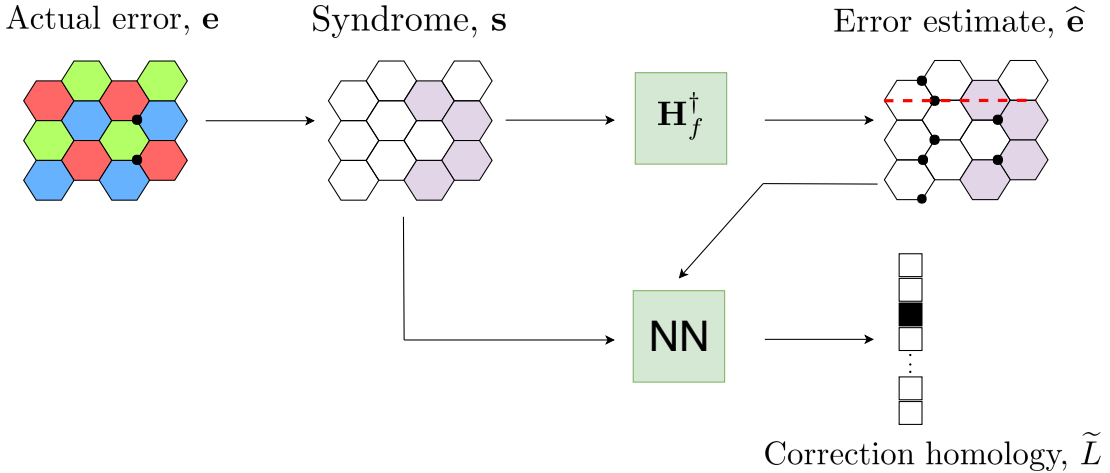 Actual error, 𝐞
Syndrome, 𝐬
Error estimate, 𝐞̂
𝐇_f^†
NN
⋮
Correction homology, L̃